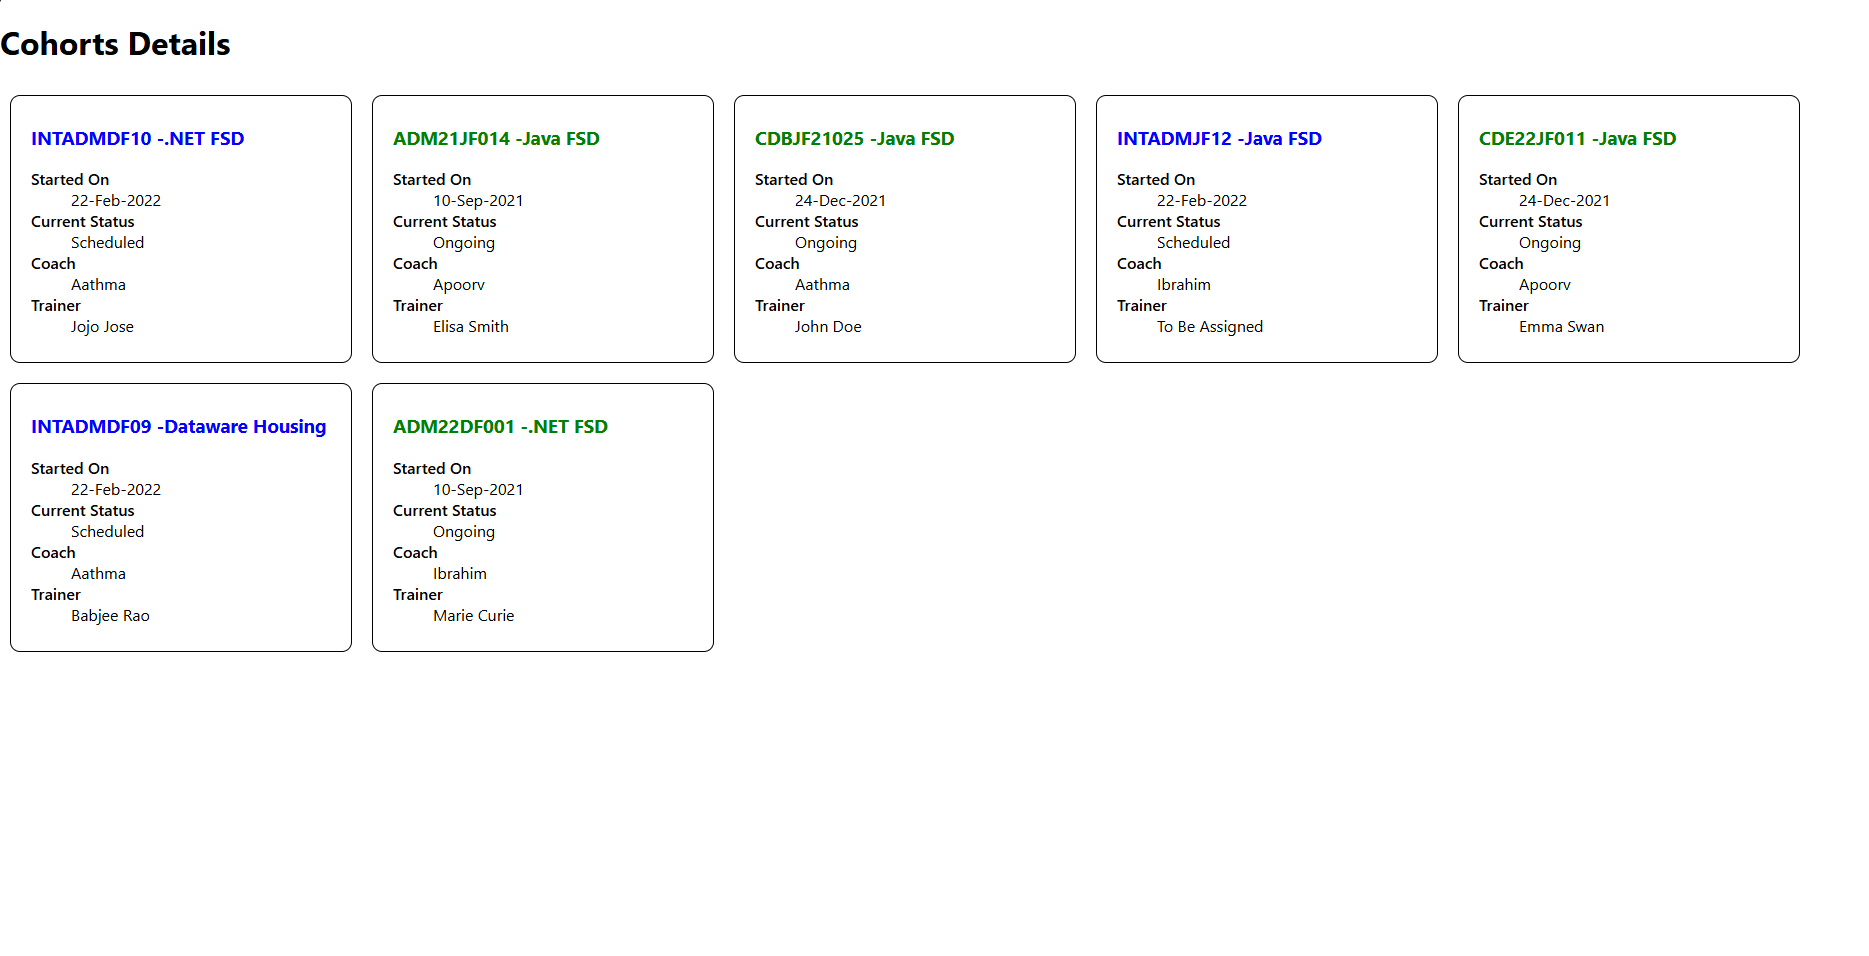 Cohorts Details
INTADMDF10 -.NET FSD
Started On
22-Feb-2022
Current Status
Scheduled
Coach
Aathma
Trainer
Jojo Jose
ADM21JF014 -Java FSD
Started On
10-Sep-2021
Current Status
Ongoing
Coach
Apoorv
Trainer
Elisa Smith
CDBJF21025 -Java FSD
Started On
24-Dec-2021
Current Status
Ongoing
Coach
Aathma
Trainer
John Doe
INTADMJF12 -Java FSD
Started On
22-Feb-2022
Current Status
Scheduled
Coach
Ibrahim
Trainer
To Be Assigned
CDE22JF011 -Java FSD
Started On
24-Dec-2021
Current Status
Ongoing
Coach
Apoorv
Trainer
Emma Swan
INTADMDF09 -Dataware Housing
Started On
22-Feb-2022
Current Status
Scheduled
Coach
Aathma
Trainer
Babjee Rao
ADM22DF001 -.NET FSD
Started On
10-Sep-2021
Current Status
Ongoing
Coach
Ibrahim
Trainer
Marie Curie